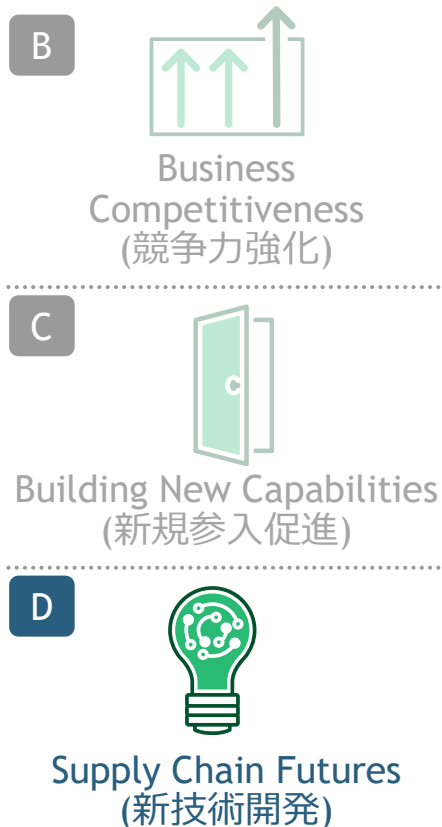 B
Business
Competitiveness
(競争力強化)
C
Building New Capabilities
(新規参入促進)
D
Supply Chain Futures
(新技術開発)